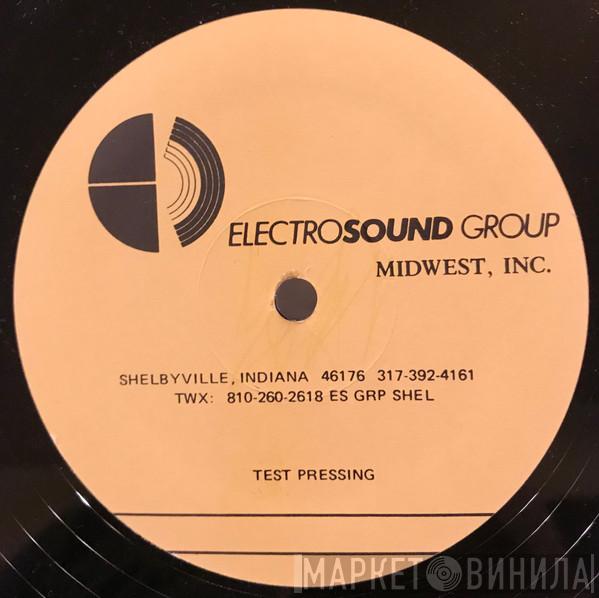 ELECTROSOUND GROUP
MIDWEST, INC.
SHELBYVILLE, INDIANA 46176 317-392-4161
TWX: 810-260-2618 ES GRP SHEL
TEST PRESSING
МАРКЕТ ВИНИЛА